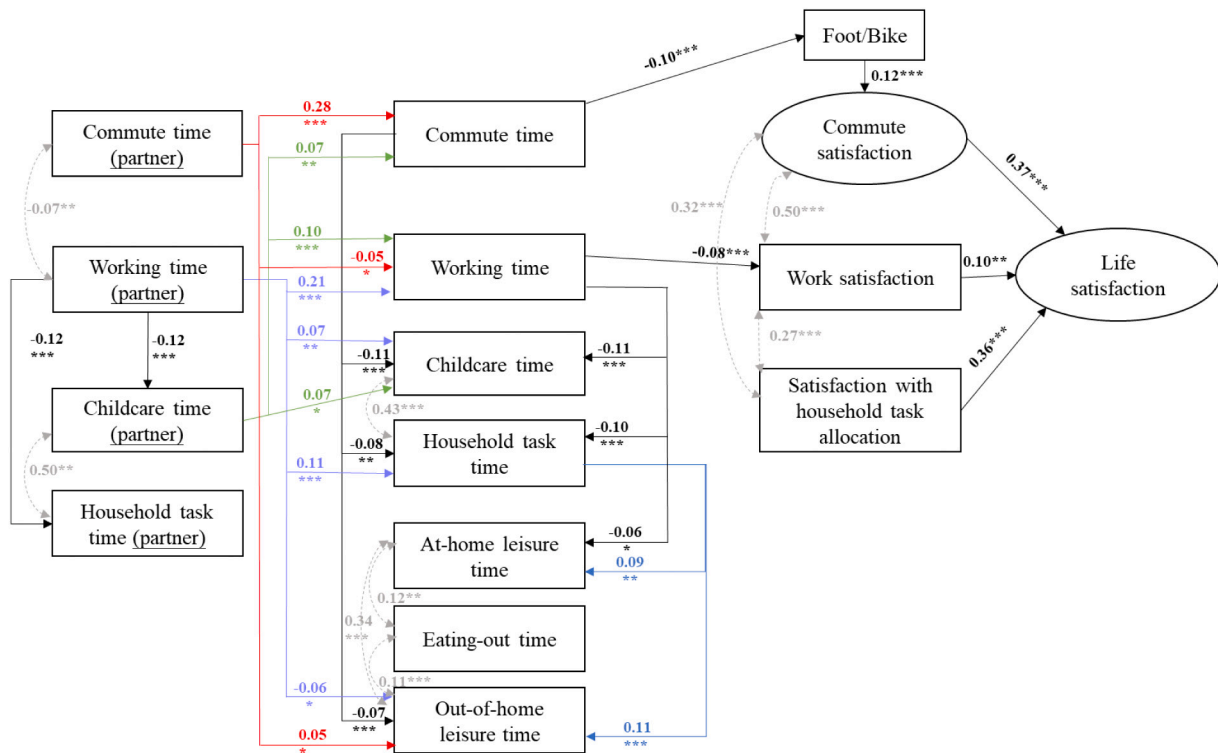 Foot/Bike
-0.10***
0.12***
Commute time
(partner)
0.28
***
Commute time
Commute
satisfaction
0.07
**
-0.07**
0.32***
0.50***
0.37***
Working time
(partner)
0.10
***
-0.05
*
Working time
-0.08***
Work satisfaction
0.10**
Life
satisfaction
0.21
***
-0.12
***
-0.12
***
0.07
**
-0.11
***
Childcare time
-0.11
***
0.27***
0.36***
Childcare time
(partner)
0.07
*
0.43***
Satisfaction with
household task
allocation
0.50**
0.11
***
-0.08
**
Household task
time
-0.10
***
Household task
time (partner)
At-home leisure
time
-0.06
*
0.09
**
0.12**
0.34
***
Eating-out time
0.11***
-0.06
*
-0.07
***
Out-of-home
leisure time
0.11
***
0.05
*